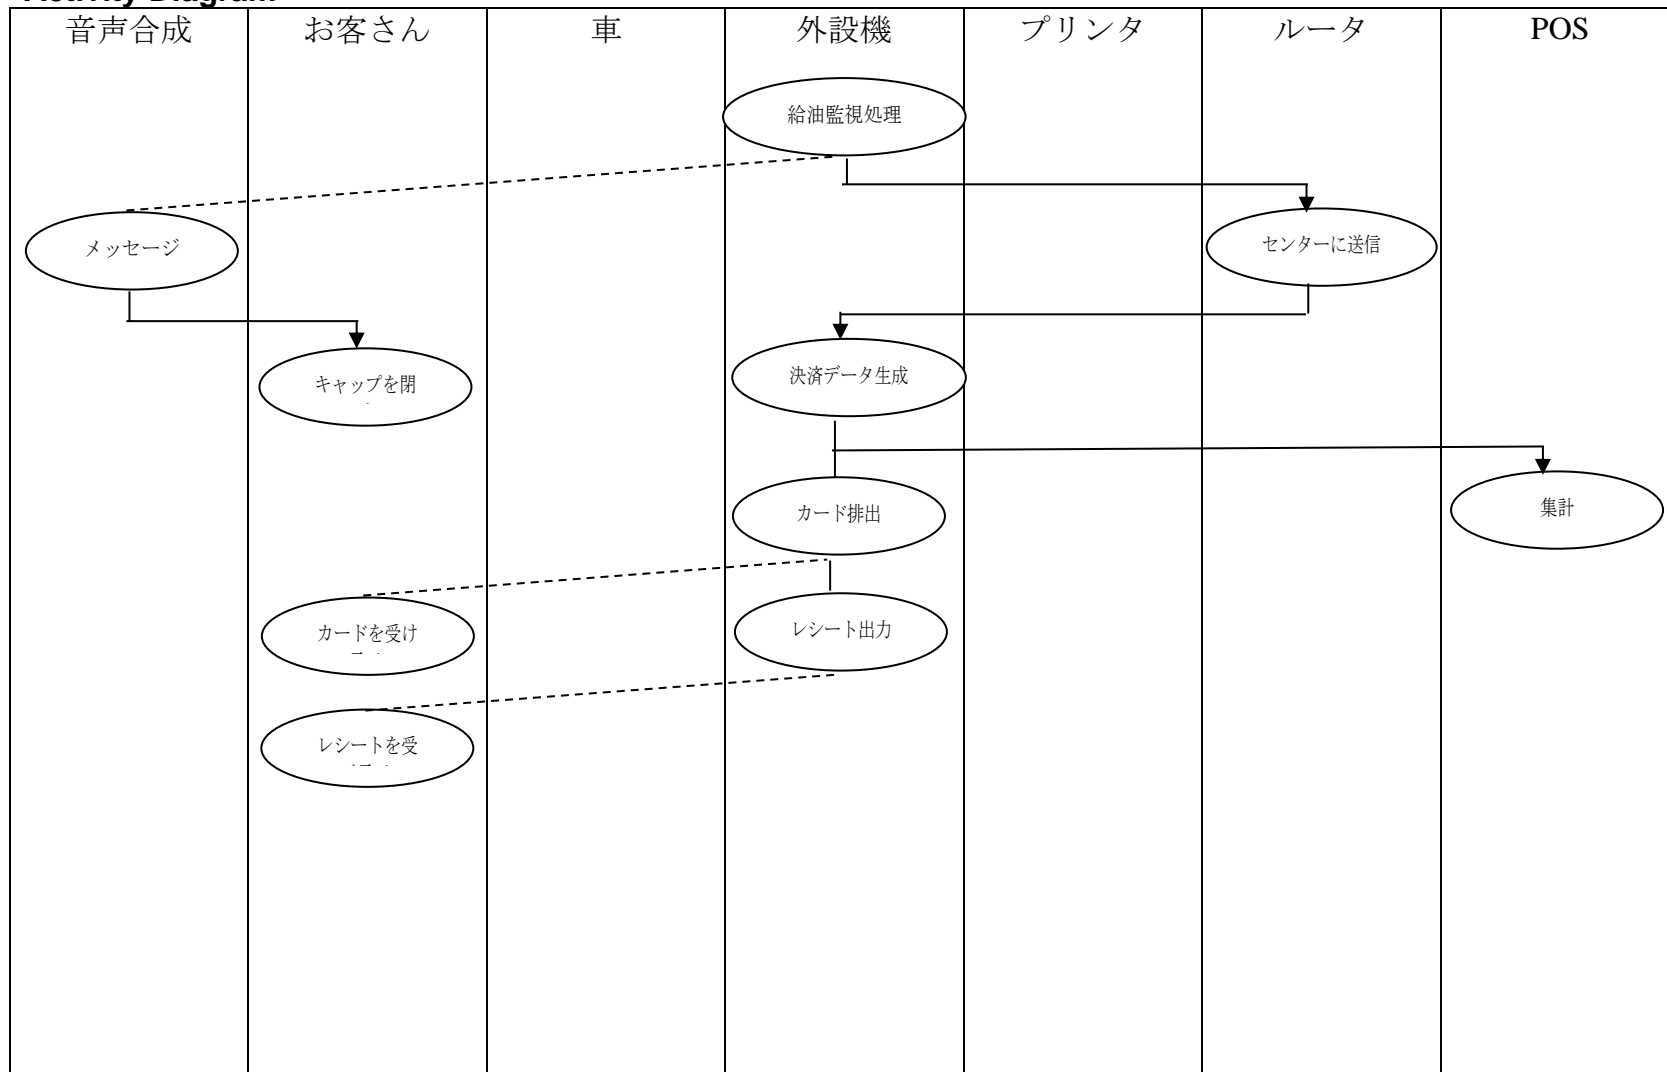 Activity Diagram
音声合成 お客さん 車 外設機 プリンタ ルータ POS
給油監視処理
メッセージ
センターに送信
キャップを閉
決済データ生成
カード排出
集計
カードを受け
レシート出力
レシートを受